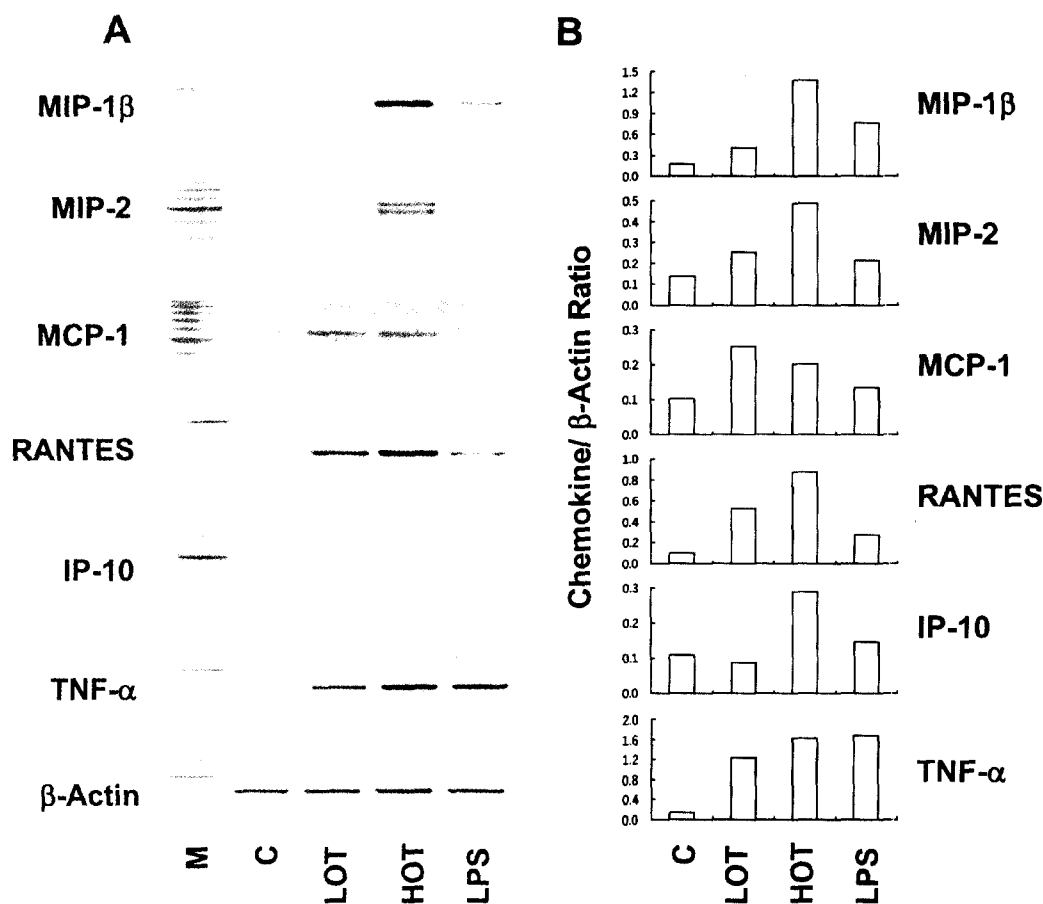 A
MIP-1β
MIP-2
MCP-1
RANTES
IP-10
TNF-α
β-Actin
M
C
LOT
HOT
LPS
B
Chemokine/ β-Actin Ratio
1.5
1.2
0.9
0.6
0.3
0.0
MIP-1β
0.5
0.4
0.3
0.2
0.1
0.0
MIP-2
0.3
0.2
0.1
0.0
MCP-1
1.0
0.8
0.6
0.4
0.2
0.0
RANTES
0.3
0.2
0.1
0.0
IP-10
2.0
1.6
1.2
0.8
0.4
0.0
TNF-α
C
LOT
HOT
LPS